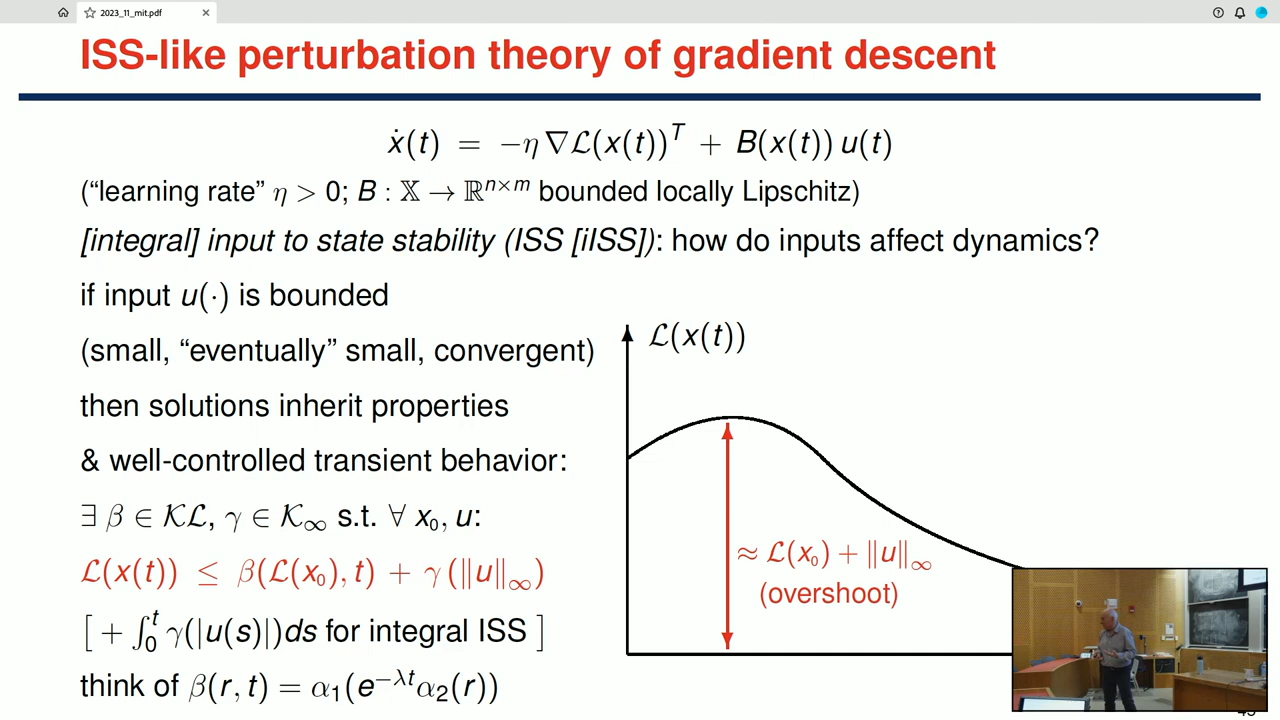 2023_11_mit.pdf
ISS-like perturbation theory of gradient descent
ẋ(t) = −η ∇ℒ(x(t))ᵀ + B(x(t)) u(t)
(“learning rate” η > 0; B : 𝕏 → ℝⁿˣᵐ bounded locally Lipschitz)
[integral] input to state stability (ISS [iISS]): how do inputs affect dynamics?
if input u(·) is bounded
(small, “eventually” small, convergent)
then solutions inherit properties
& well-controlled transient behavior:
∃ β ∈ 𝒦ℒ, γ ∈ 𝒦∞ s.t. ∀ x₀, u:
ℒ(x(t)) ≤ β(ℒ(x₀), t) + γ (‖u‖∞)
[ + ∫₀ᵗ γ(|u(s)|)ds for integral ISS ]
think of β(r, t) = α₁(e^−λt α₂(r))
ℒ(x(t))
≈ ℒ(x₀) + ‖u‖∞
(overshoot)